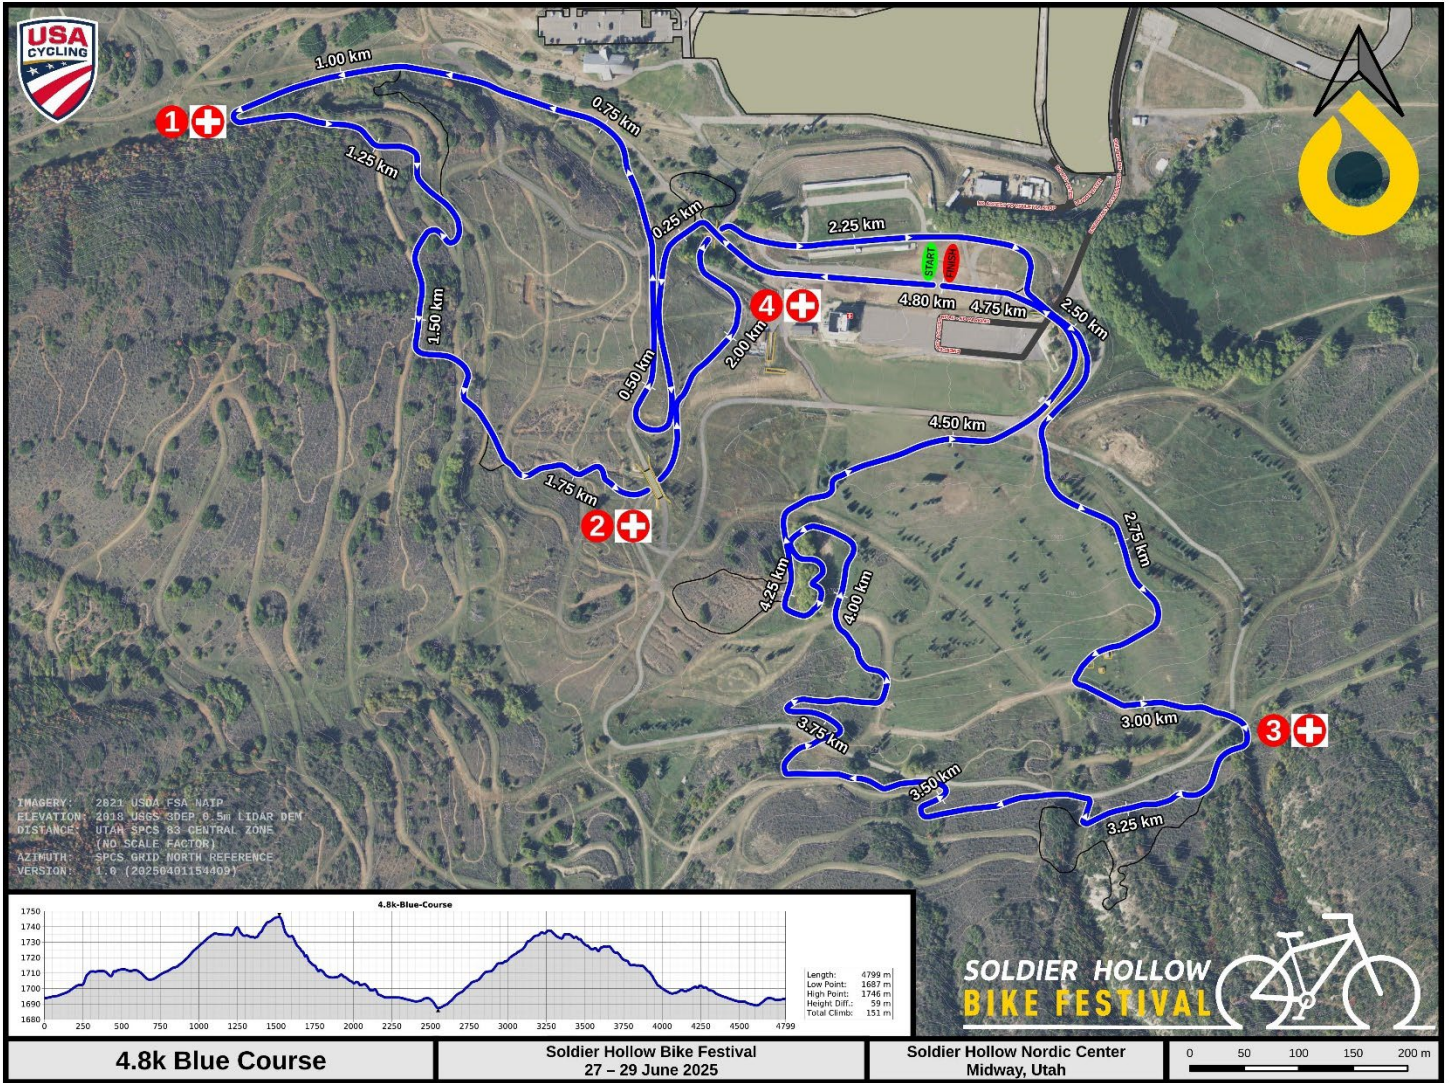 USA
CYCLING
1.00 km
0.75 km
1
1.25 km
0.25 km
2.25 km
START
FINISH
4
4.80 km
4.75 km
2.50 km
1.50 km
2.00 km
0.50 km
4.50 km
1.75 km
2
2.75 km
4.25 km
4.00 km
3.00 km
3
3.75 km
3.50 km
3.25 km
IMAGERY: 2021 USDA FSA NAIP
ELEVATION: 2018 USGS 3DEP 0.5m LIDAR DEM
DISTANCE: UTAH SPCS 83 CENTRAL ZONE
(NO SCALE FACTOR)
AZIMUTH: SPCS GRID NORTH REFERENCE
VERSION: 1.0 (20250401154409)
4.8k-Blue-Course
1750
1740
1730
1720
1710
1700
1690
1680
0 250 500 750 1000 1250 1500 1750 2000 2250 2500 2750 3000 3250 3500 3750 4000 4250 4500 4799
Length: 4799 m
Low Point: 1687 m
High Point: 1746 m
Height Diff.: 59 m
Total Climb: 151 m
SOLDIER HOLLOW
BIKE FESTIVAL
4.8k Blue Course
Soldier Hollow Bike Festival
27 – 29 June 2025
Soldier Hollow Nordic Center
Midway, Utah
0 50 100 150 200 m